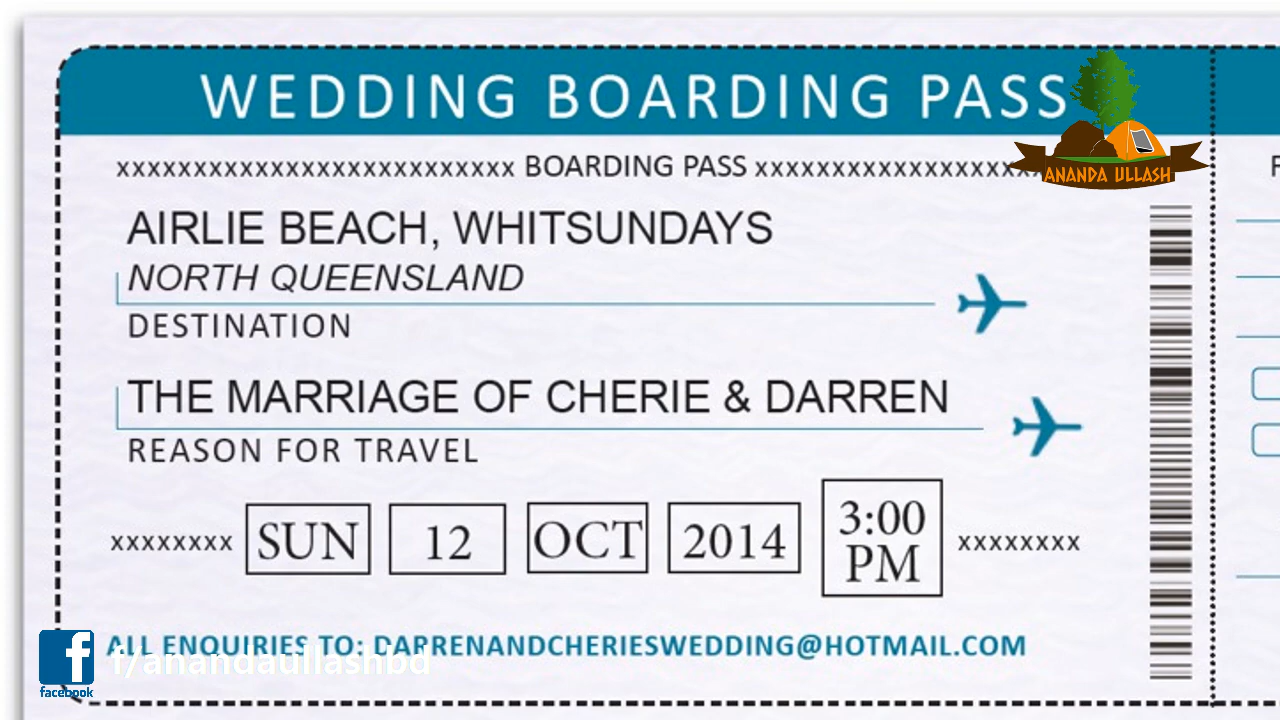 WEDDING BOARDING PASS
xxxxxxxxxxxxxxxxxxxxxxxxxx BOARDING PASS xxxxxxxxxxxxxxxxxxx
ANANDA ULLASH
AIRLIE BEACH, WHITSUNDAYS
NORTH QUEENSLAND
DESTINATION
THE MARRIAGE OF CHERIE & DARREN
REASON FOR TRAVEL
xxxxxxxx SUN 12 OCT 2014 3:00 PM xxxxxxxx
ALL ENQUIRIES TO: DARRENANDCHERIESWEDDING@HOTMAIL.COM
f/anandaullashbd
facebook